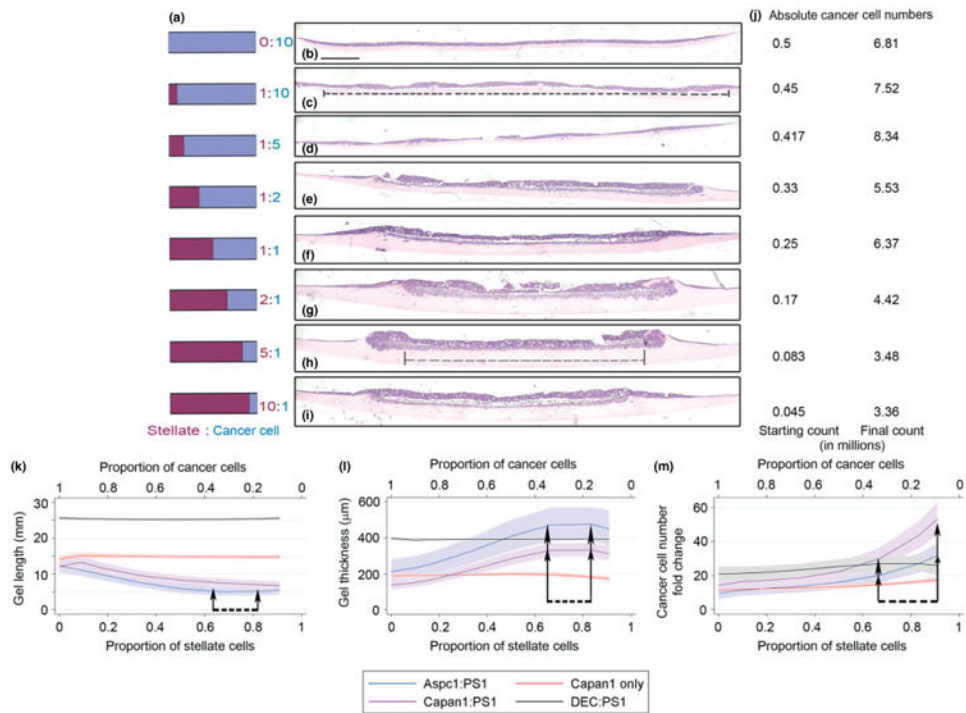 (a)
(j) Absolute cancer cell numbers
0:10
(b)
0.5 6.81
1:10
(c)
0.45 7.52
1:5
(d)
0.417 8.34
1:2
(e)
0.33 5.53
1:1
(f)
0.25 6.37
2:1
(g)
0.17 4.42
5:1
(h)
0.083 3.48
10:1
(i)
0.045 3.36
Stellate : Cancer cell
Starting count Final count
(in millions)
(k)
Proportion of cancer cells
1 0.8 0.6 0.4 0.2 0
Gel length (mm)
30
20
15
10
5
0
0 0.2 0.4 0.6 0.8 1
Proportion of stellate cells
(l)
Proportion of cancer cells
1 0.8 0.6 0.4 0.2 0
Gel thickness (μm)
600
400
200
0
0 0.2 0.4 0.6 0.8 1
Proportion of stellate cells
(m)
Proportion of cancer cells
1 0.8 0.6 0.4 0.2 0
Cancer cell number
fold change
60
40
20
0
0 0.2 0.4 0.6 0.8 1
Proportion of stellate cells
Aspc1:PS1
Capan1 only
Capan1:PS1
DEC:PS1